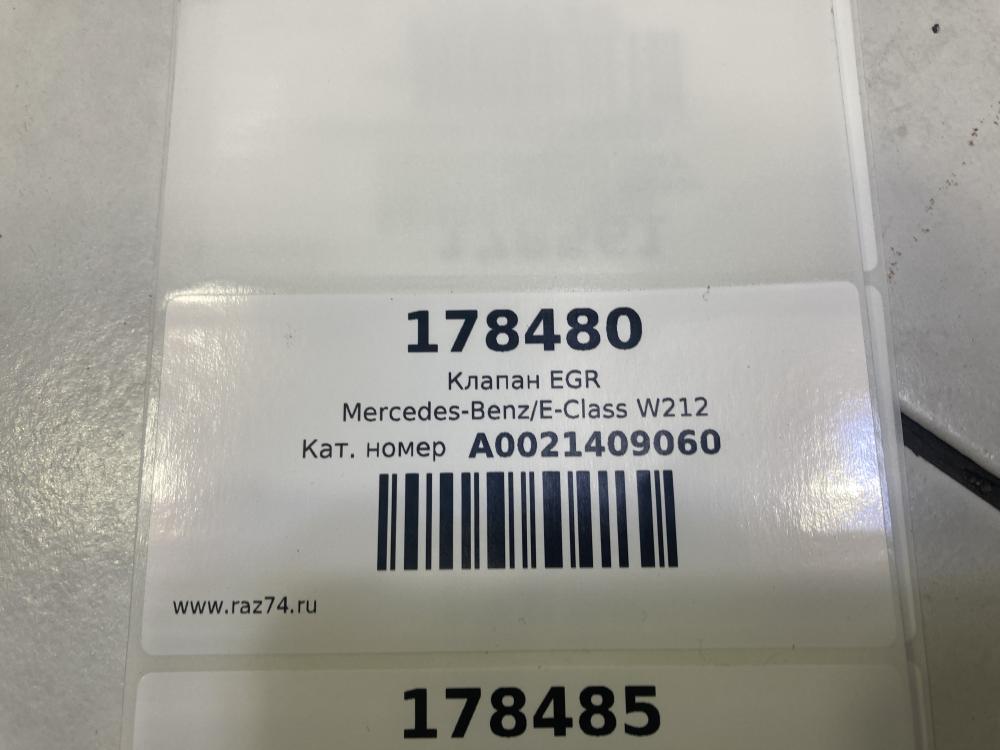 178480
Клапан EGR
Mercedes-Benz/E-Class W212
Кат. номер A0021409060
www.raz74.ru
178485